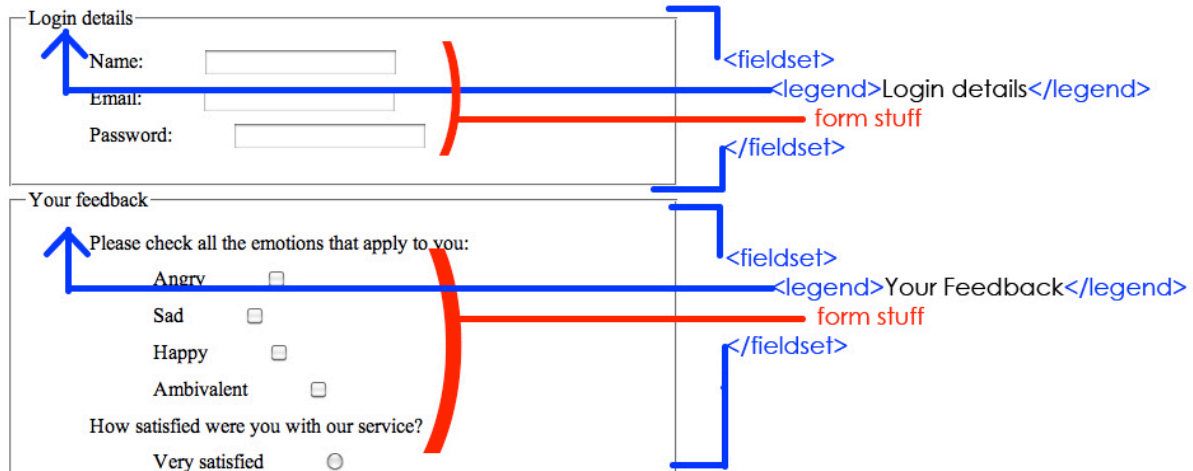 Login details
Name:
Email:
Password:
<fieldset>
<legend>Login details</legend>
form stuff
</fieldset>
Your feedback
Please check all the emotions that apply to you:
Angry
Sad
Happy
Ambivalent
How satisfied were you with our service?
Very satisfied
<fieldset>
<legend>Your Feedback</legend>
form stuff
</fieldset>